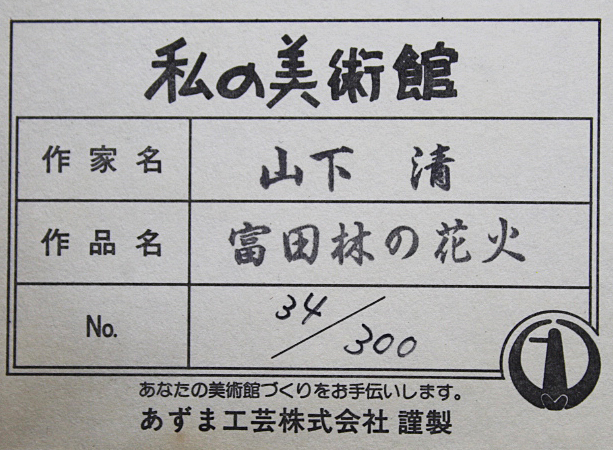 私の美術館
作家名 山下 清
作品名 富田林の花火
No. 34/300
あなたの美術館づくりをお手伝いします。
あずま工芸株式会社 謹製